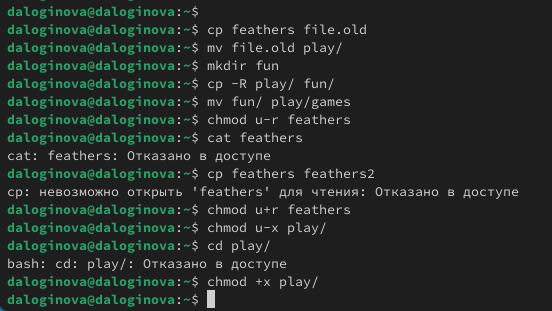 daloginova@daloginova:~$
daloginova@daloginova:~$ cp feathers file.old
daloginova@daloginova:~$ mv file.old play/
daloginova@daloginova:~$ mkdir fun
daloginova@daloginova:~$ cp -R play/ fun/
daloginova@daloginova:~$ mv fun/ play/games
daloginova@daloginova:~$ chmod u-r feathers
daloginova@daloginova:~$ cat feathers
cat: feathers: Отказано в доступе
daloginova@daloginova:~$ cp feathers feathers2
cp: невозможно открыть 'feathers' для чтения: Отказано в доступе
daloginova@daloginova:~$ chmod u+r feathers
daloginova@daloginova:~$ chmod u-x play/
daloginova@daloginova:~$ cd play/
bash: cd: play/: Отказано в доступе
daloginova@daloginova:~$ chmod +x play/
daloginova@daloginova:~$